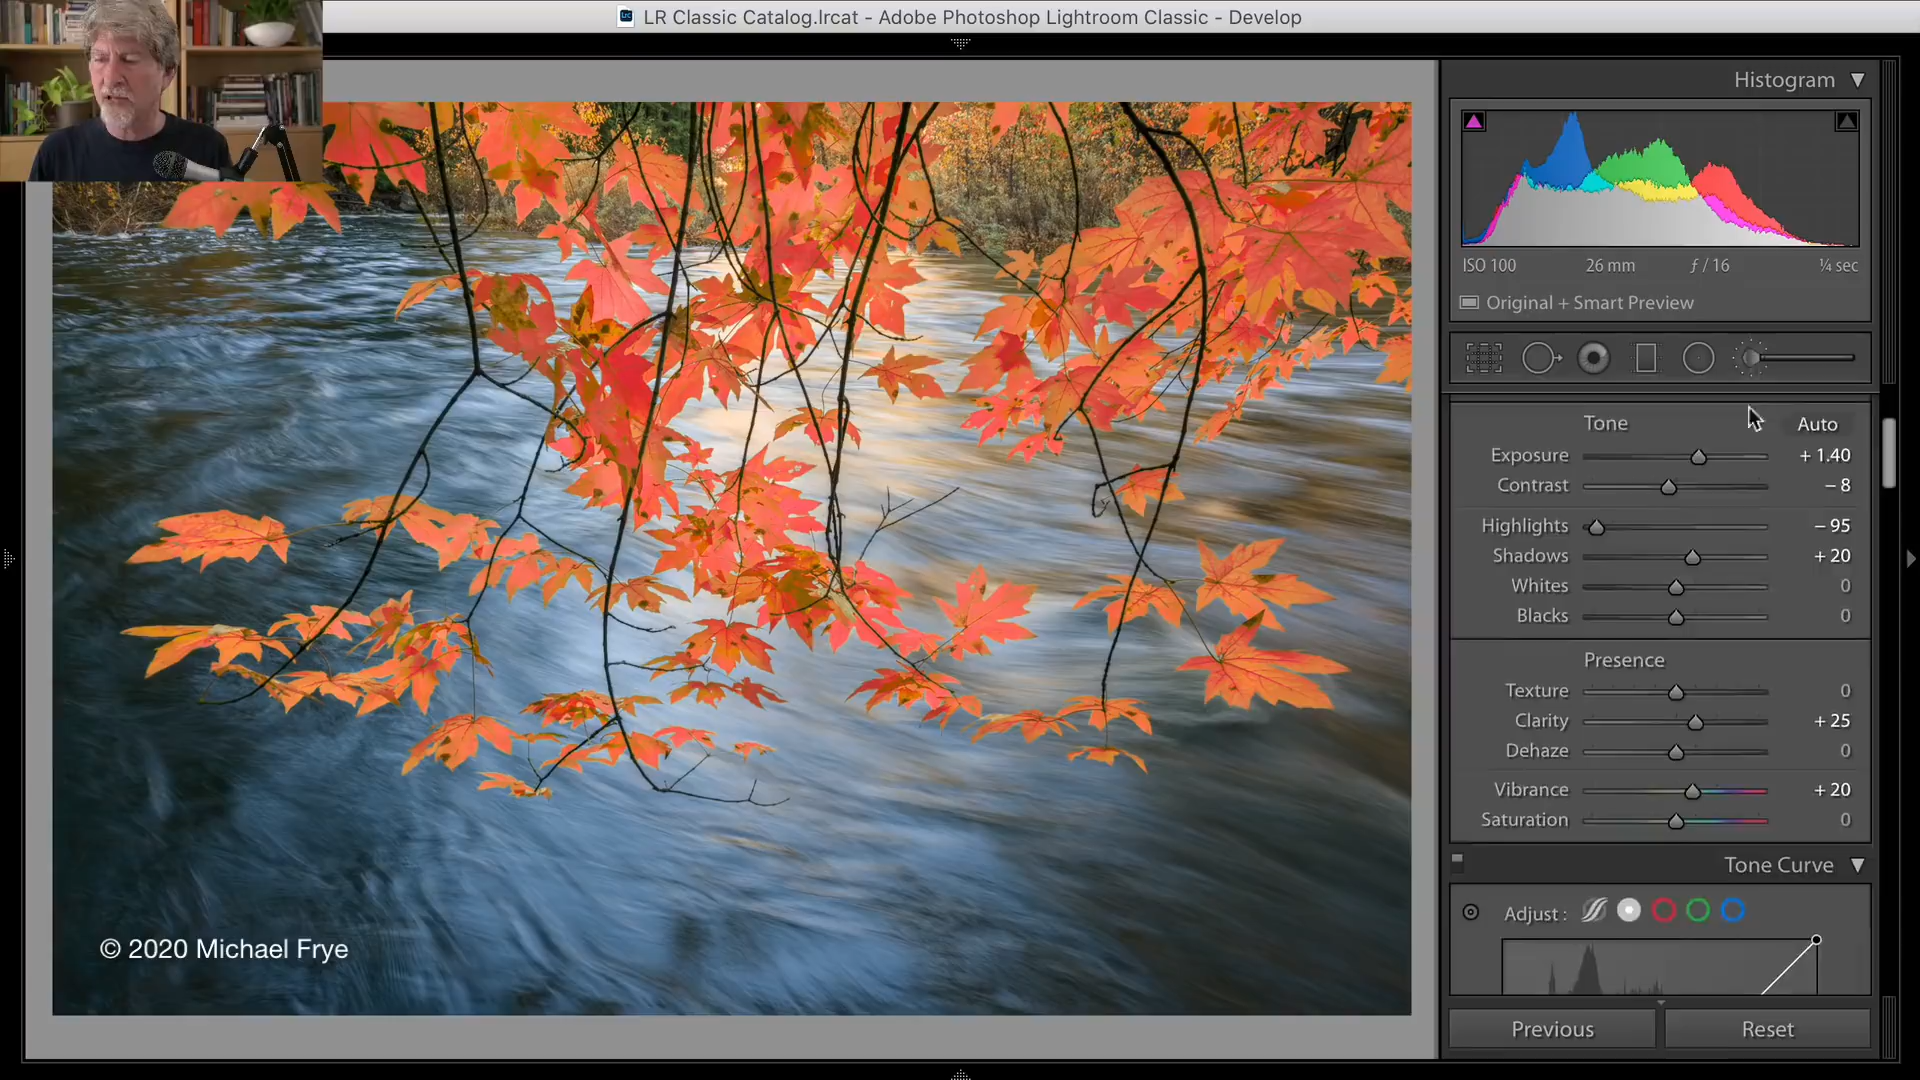 LR Classic Catalog.lrcat - Adobe Photoshop Lightroom Classic - Develop
Histogram
ISO 100 26 mm ƒ / 16 ¼ sec
Original + Smart Preview
Tone Auto
Exposure + 1.40
Contrast – 8
Highlights – 95
Shadows + 20
Whites 0
Blacks 0
Presence
Texture 0
Clarity + 25
Dehaze 0
Vibrance + 20
Saturation 0
Tone Curve
Adjust :
© 2020 Michael Frye
Previous Reset